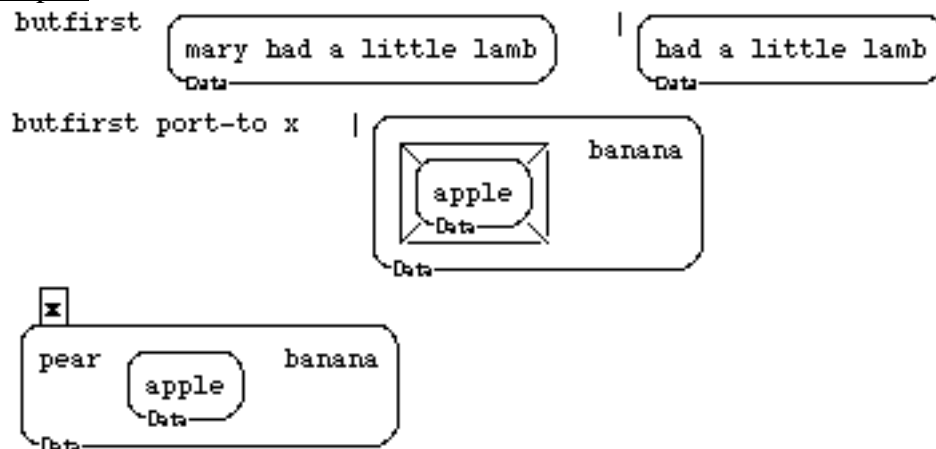 butfirst mary had a little lamb | had a little lamb
Data Data
butfirst port-to x | apple banana
Data
Data
x
pear apple banana
Data
Data